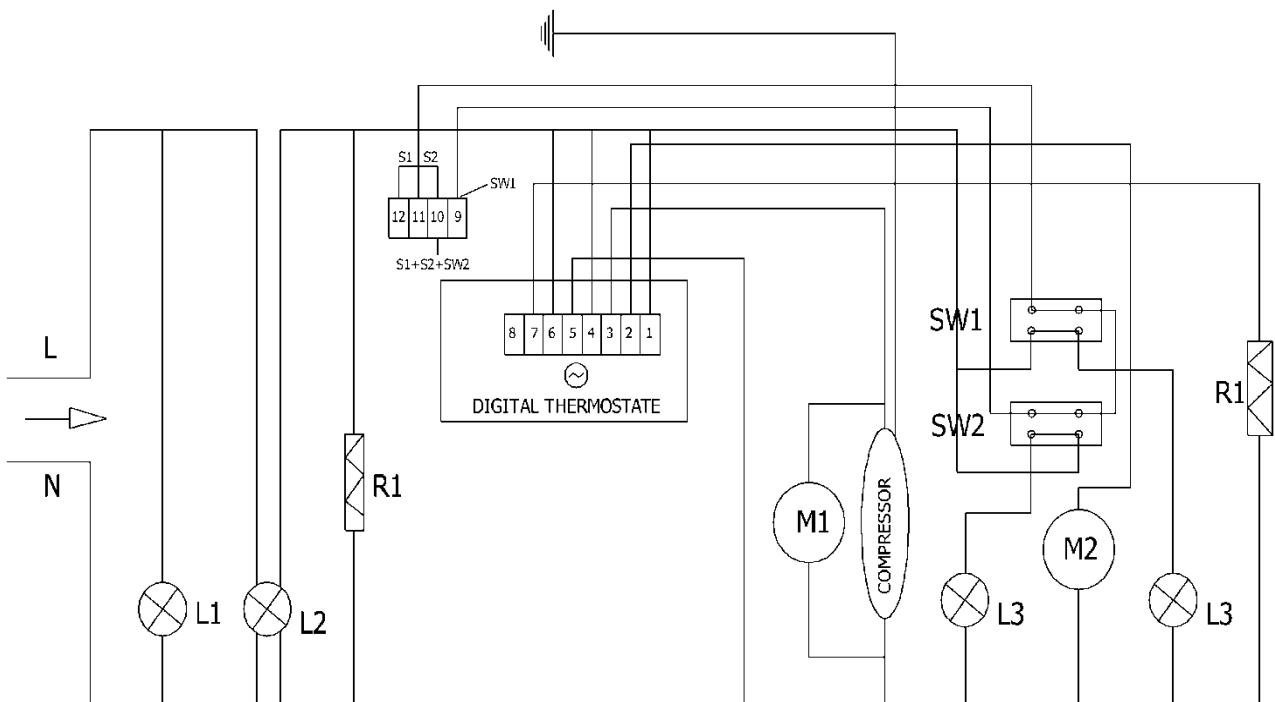 S1 S2
SW1
12 11 10 9
S1+S2+SW2
L
8 7 6 5 4 3 2 1
DIGITAL THERMOSTATE
SW1
SW2
R1
N
R1
M1
COMPRESSOR
M2
L1
L2
L3
L3